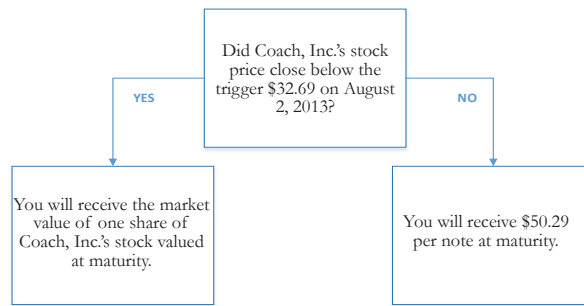 Did Coach, Inc.'s stock
price close below the
trigger $32.69 on August
2, 2013?
YES
NO
You will receive the market
value of one share of
Coach, Inc.'s stock valued
at maturity.
You will receive $50.29
per note at maturity.